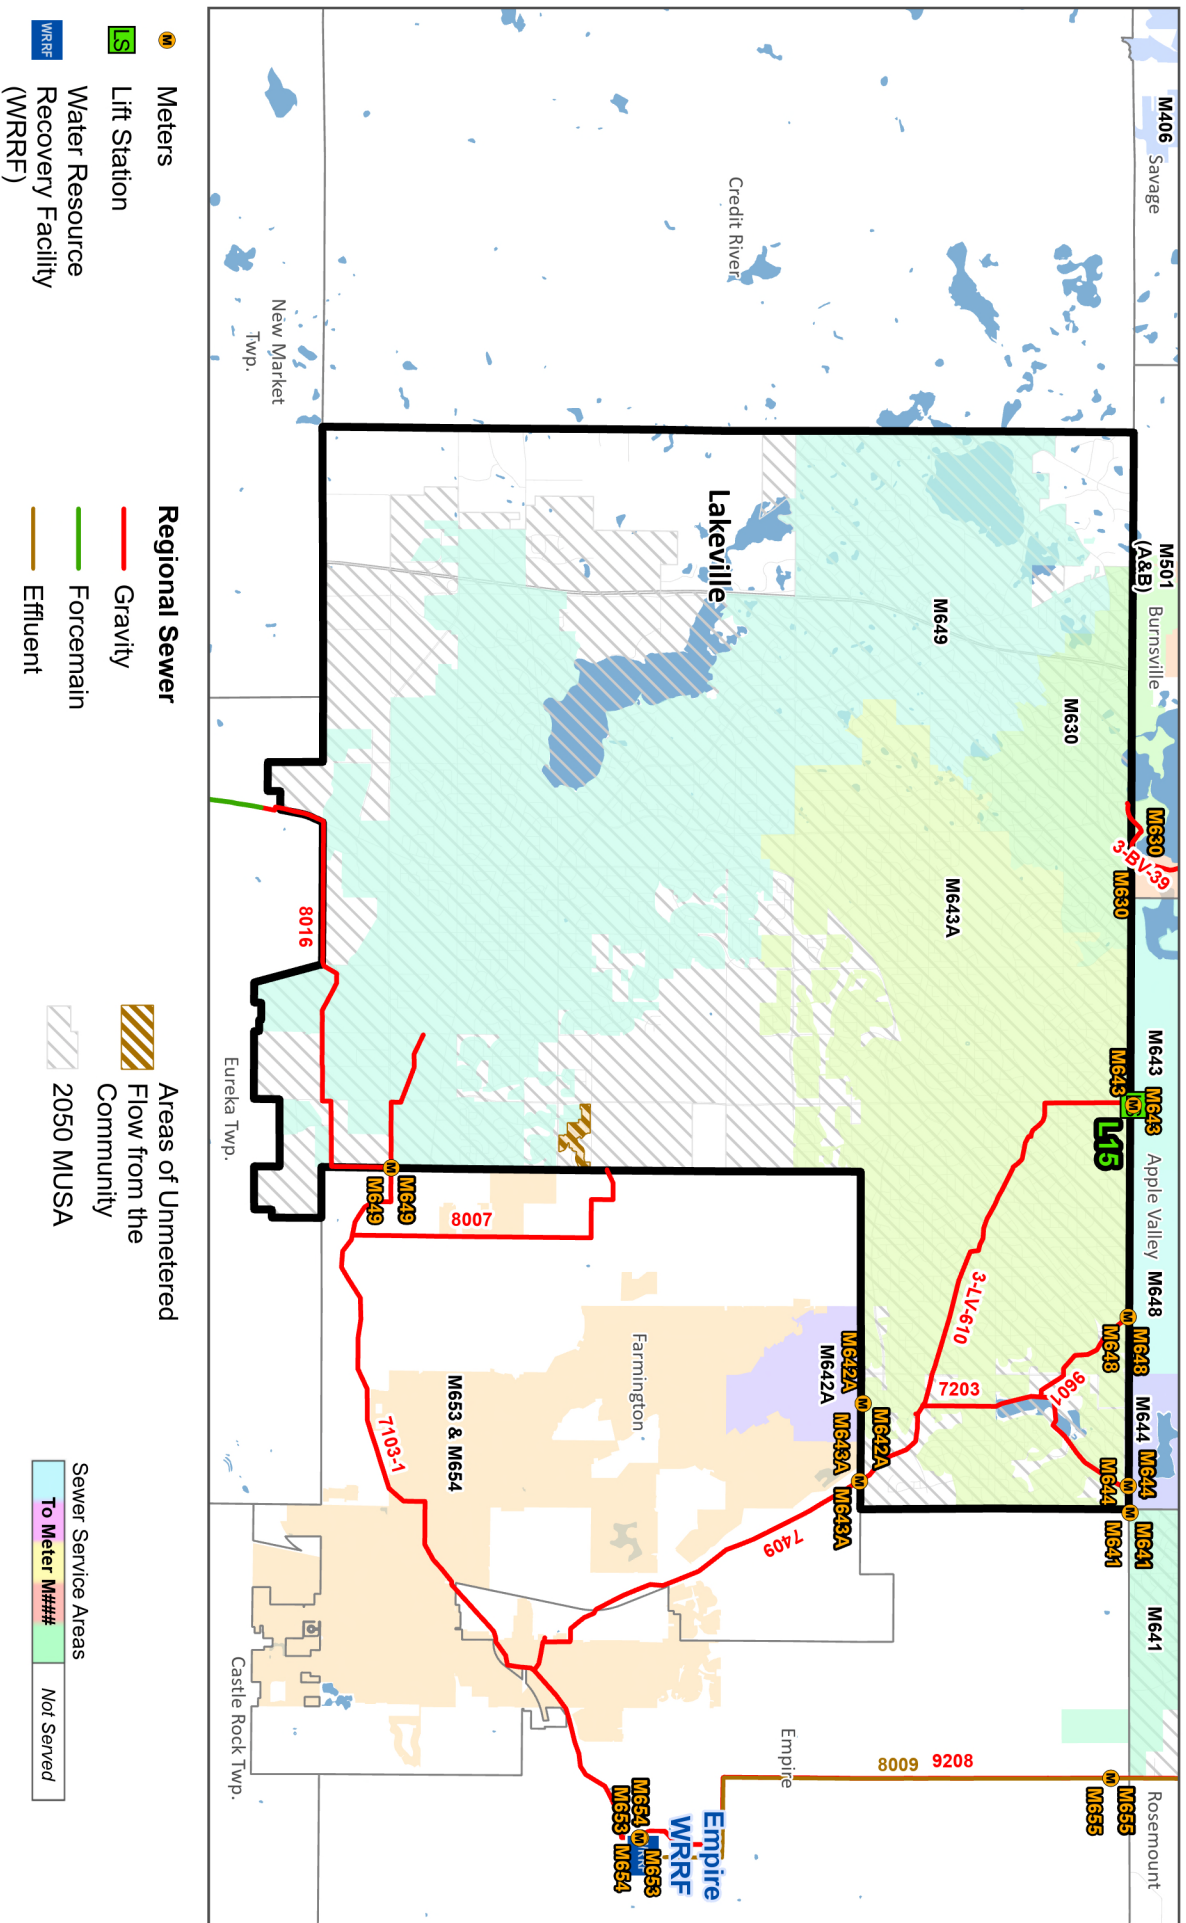 M406
Savage
Credit River
New Market
Twp.
M501
(A&B)
Burnsville
M630
M630
3-BV-39
M630
M643
M643
M643
M
L15
Apple Valley
M648
M648
M648
M
M644
M644
M644
M
M641
M641
M
M641
Rosemount
Lakeville
M649
M630
M643A
3-LV-610
7203
9601
M642A
M642A
M642A
M
M643A
M643A
M
7409
8016
Eureka Twp.
M649
M649
M
8007
Farmington
M653 & M654
7103-1
Castle Rock Twp.
Empire
8009
9208
M655
M655
M
Empire
WRRF
M654
M653
M653
M654
M
WRRF
M
Meters
LS
Lift Station
WRRF
Water Resource
Recovery Facility
(WRRF)
Regional Sewer
Gravity
Forcemain
Effluent
Areas of Unmetered
Flow from the
Community
2050 MUSA
Sewer Service Areas
To Meter M###
Not Served